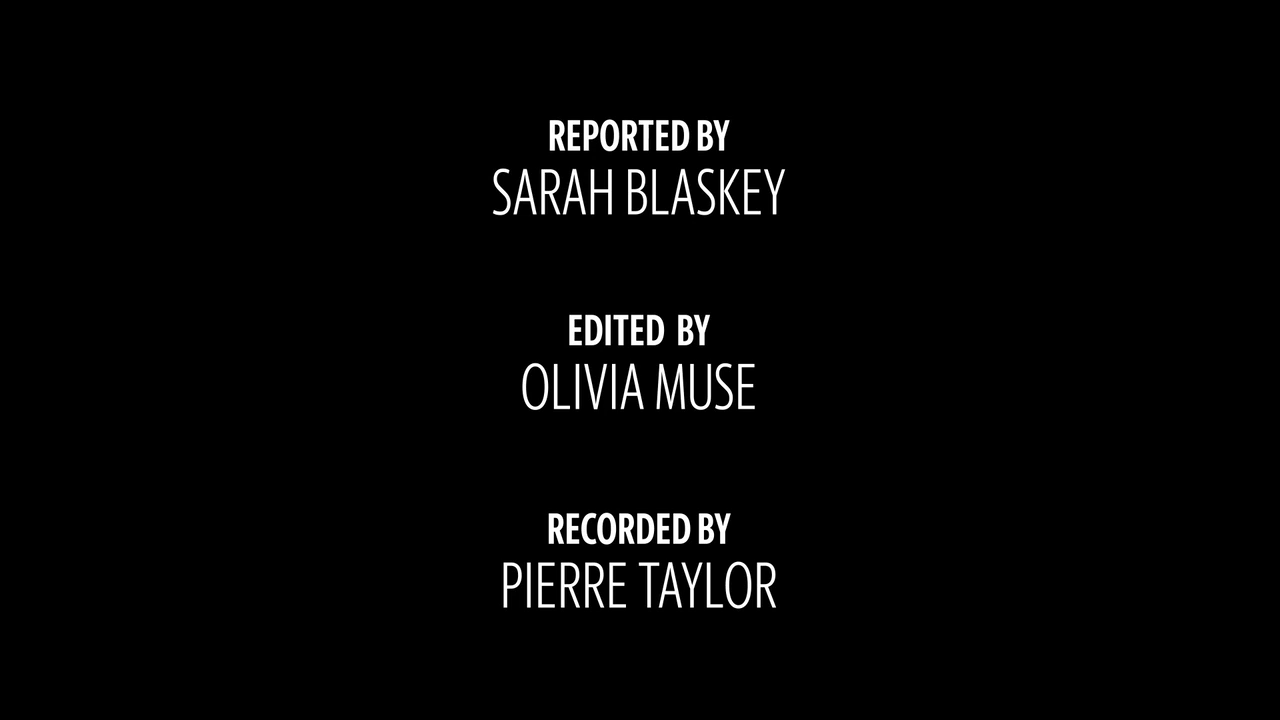 REPORTED BY
SARAH BLASKEY
EDITED BY
OLIVIA MUSE
RECORDED BY
PIERRE TAYLOR